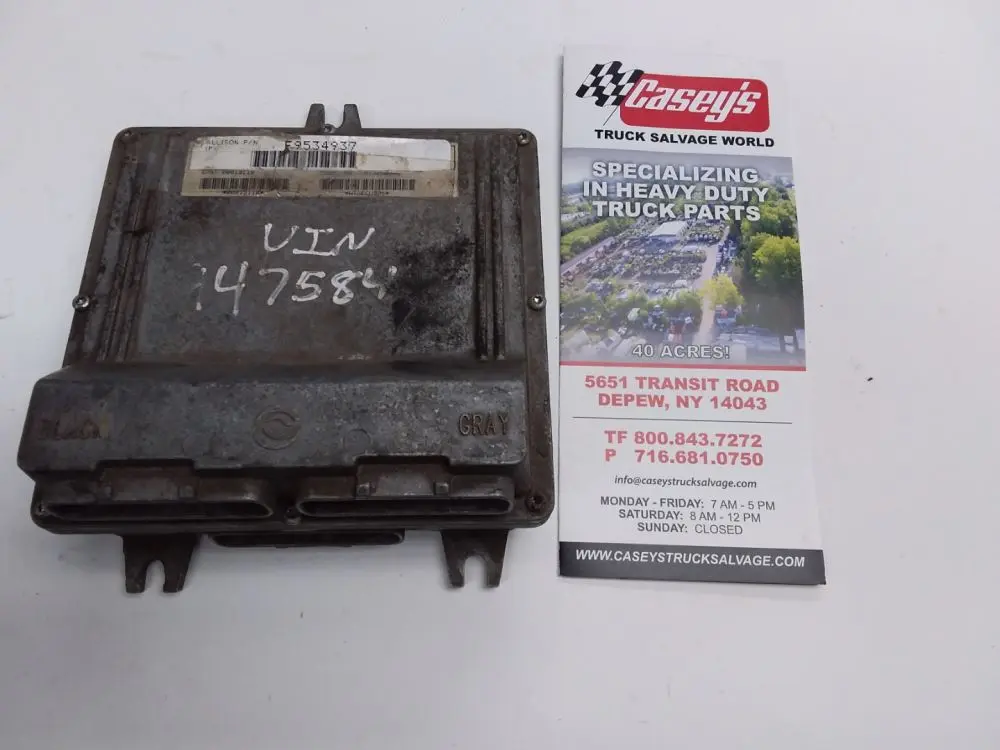 ALLISON P/N
(P) E9534937
VIN
147584
BLACK
GRAY
Casey's
TRUCK SALVAGE WORLD
SPECIALIZING
IN HEAVY DUTY
TRUCK PARTS
40 ACRES!
5651 TRANSIT ROAD
DEPEW, NY 14043
TF 800.843.7272
P 716.681.0750
info@caseystrucksalvage.com
MONDAY - FRIDAY: 7 AM - 5 PM
SATURDAY: 8 AM - 12 PM
SUNDAY: CLOSED
WWW.CASEYSTRUCKSALVAGE.COM